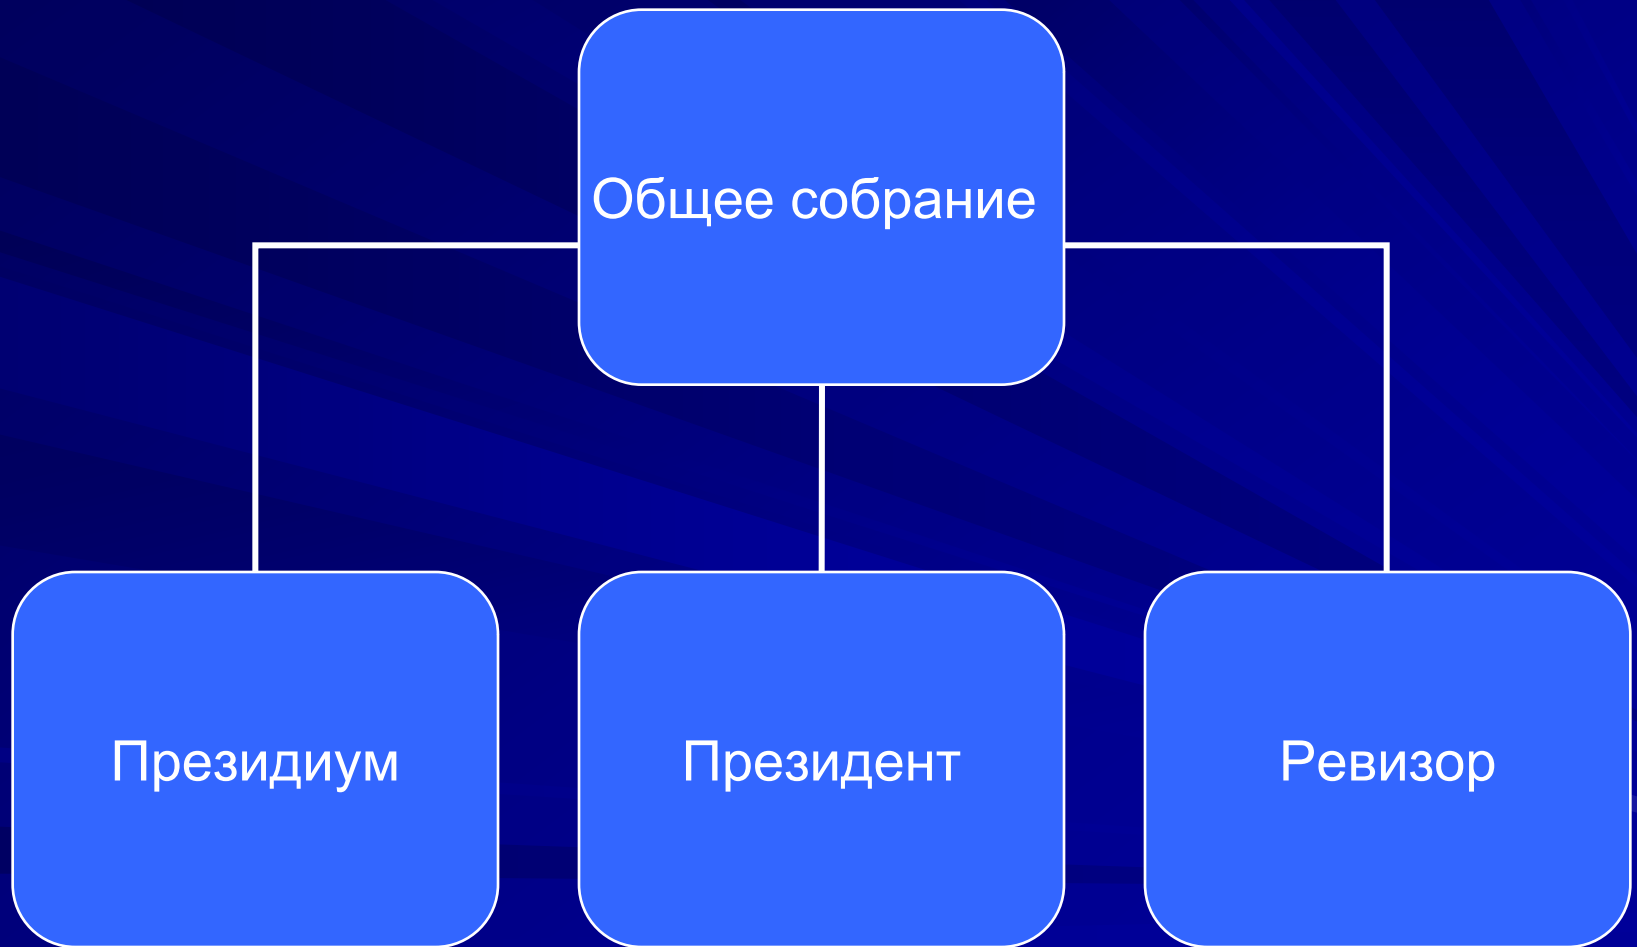 Общее собрание
Президиум
Президент
Ревизор